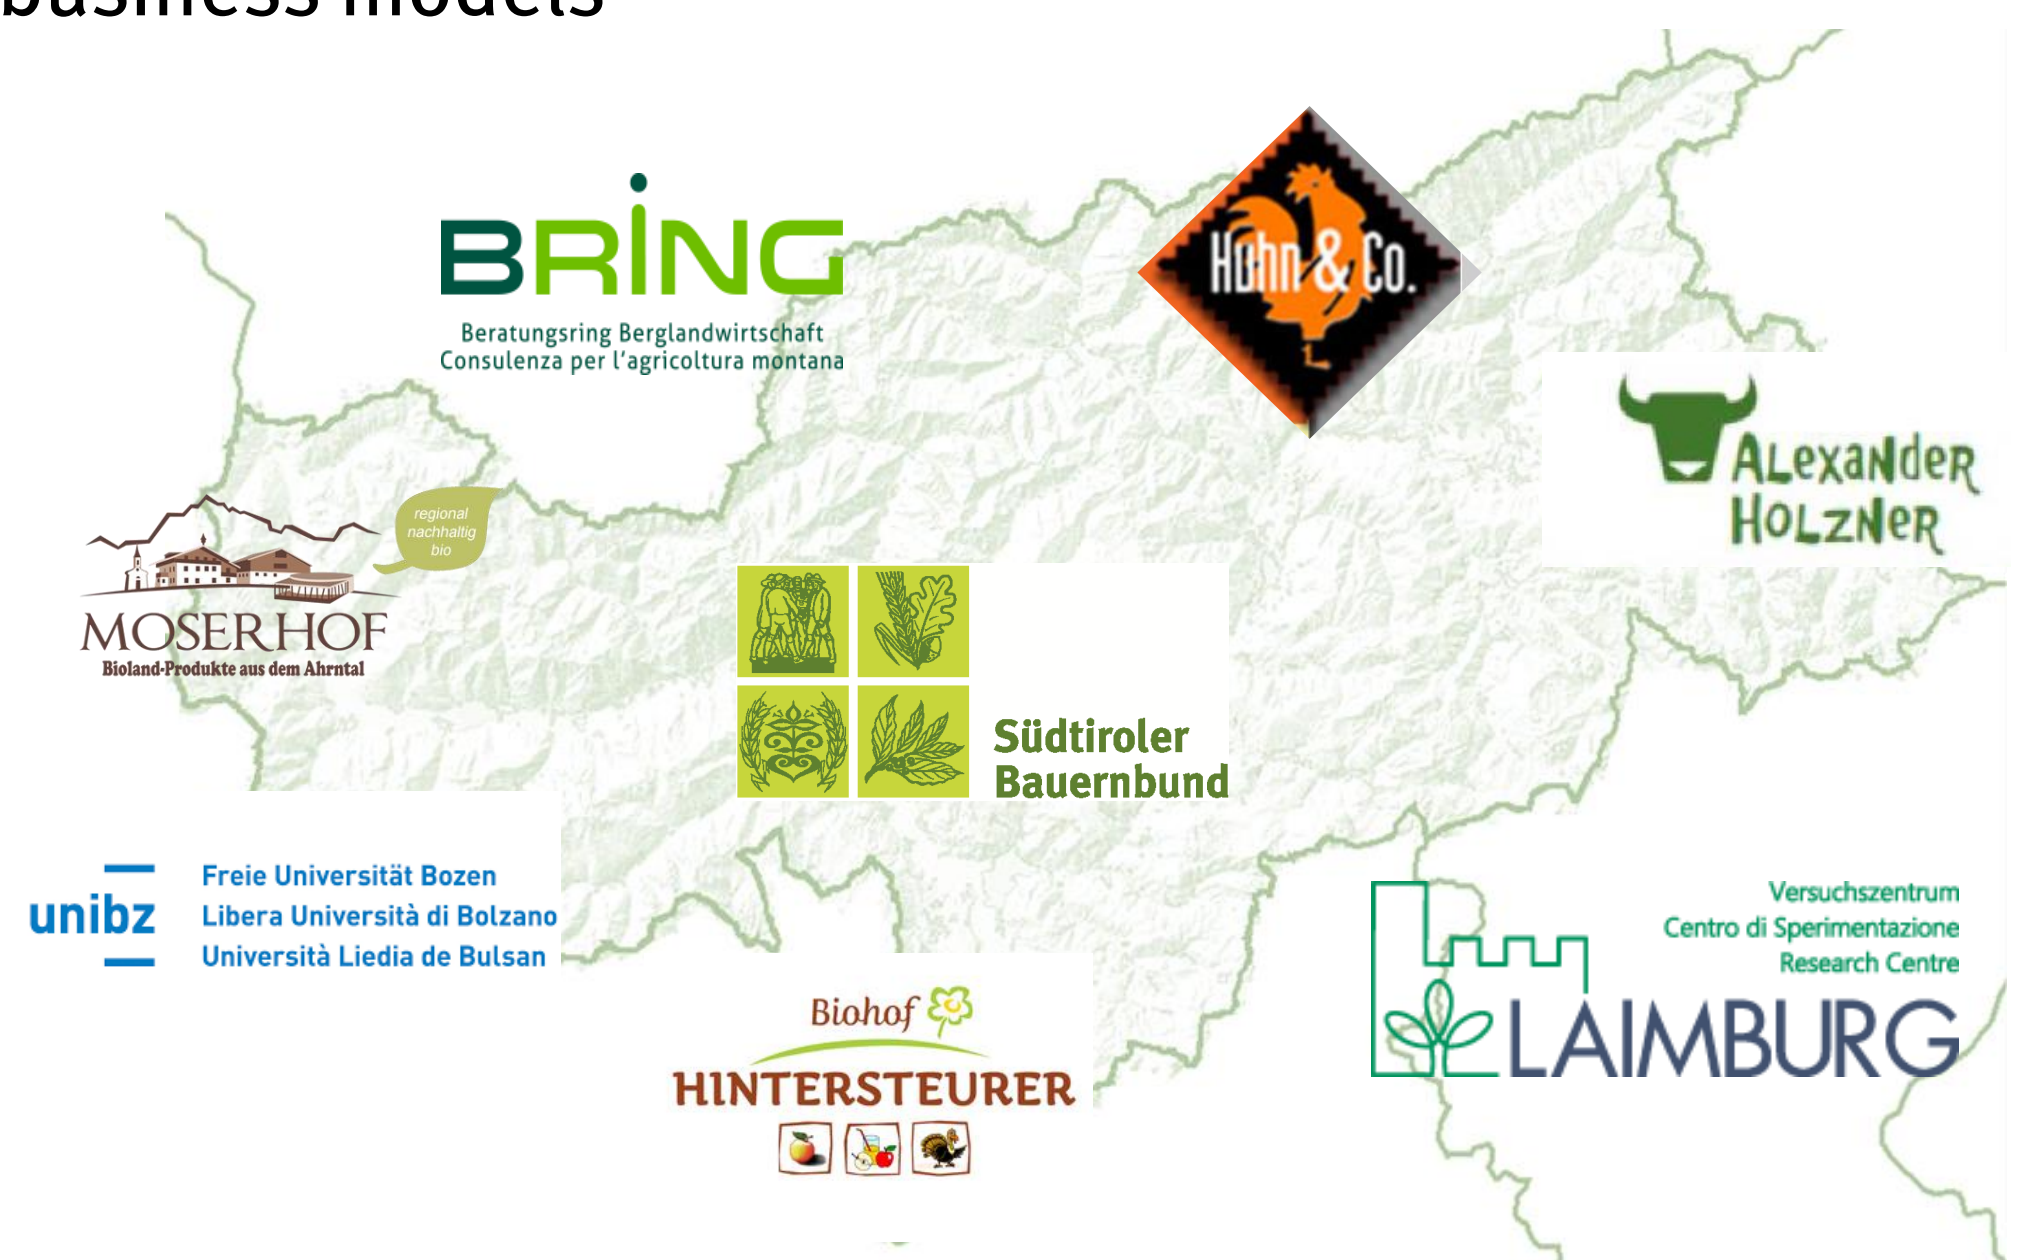 business models
BRING
Beratungsring Berglandwirtschaft
Consulenza per l'agricoltura montana
Huhn & Co.
ALexaNder
HOLzNer
regional
nachhaltig
bio
MOSERHOF
Bioland-Produkte aus dem Ahrntal
Südtiroler
Bauernbund
unibz
Freie Universität Bozen
Libera Università di Bolzano
Università Liedia de Bulsan
Biohof
HINTERSTEURER
Versuchszentrum
Centro di Sperimentazione
Research Centre
LAIMBURG